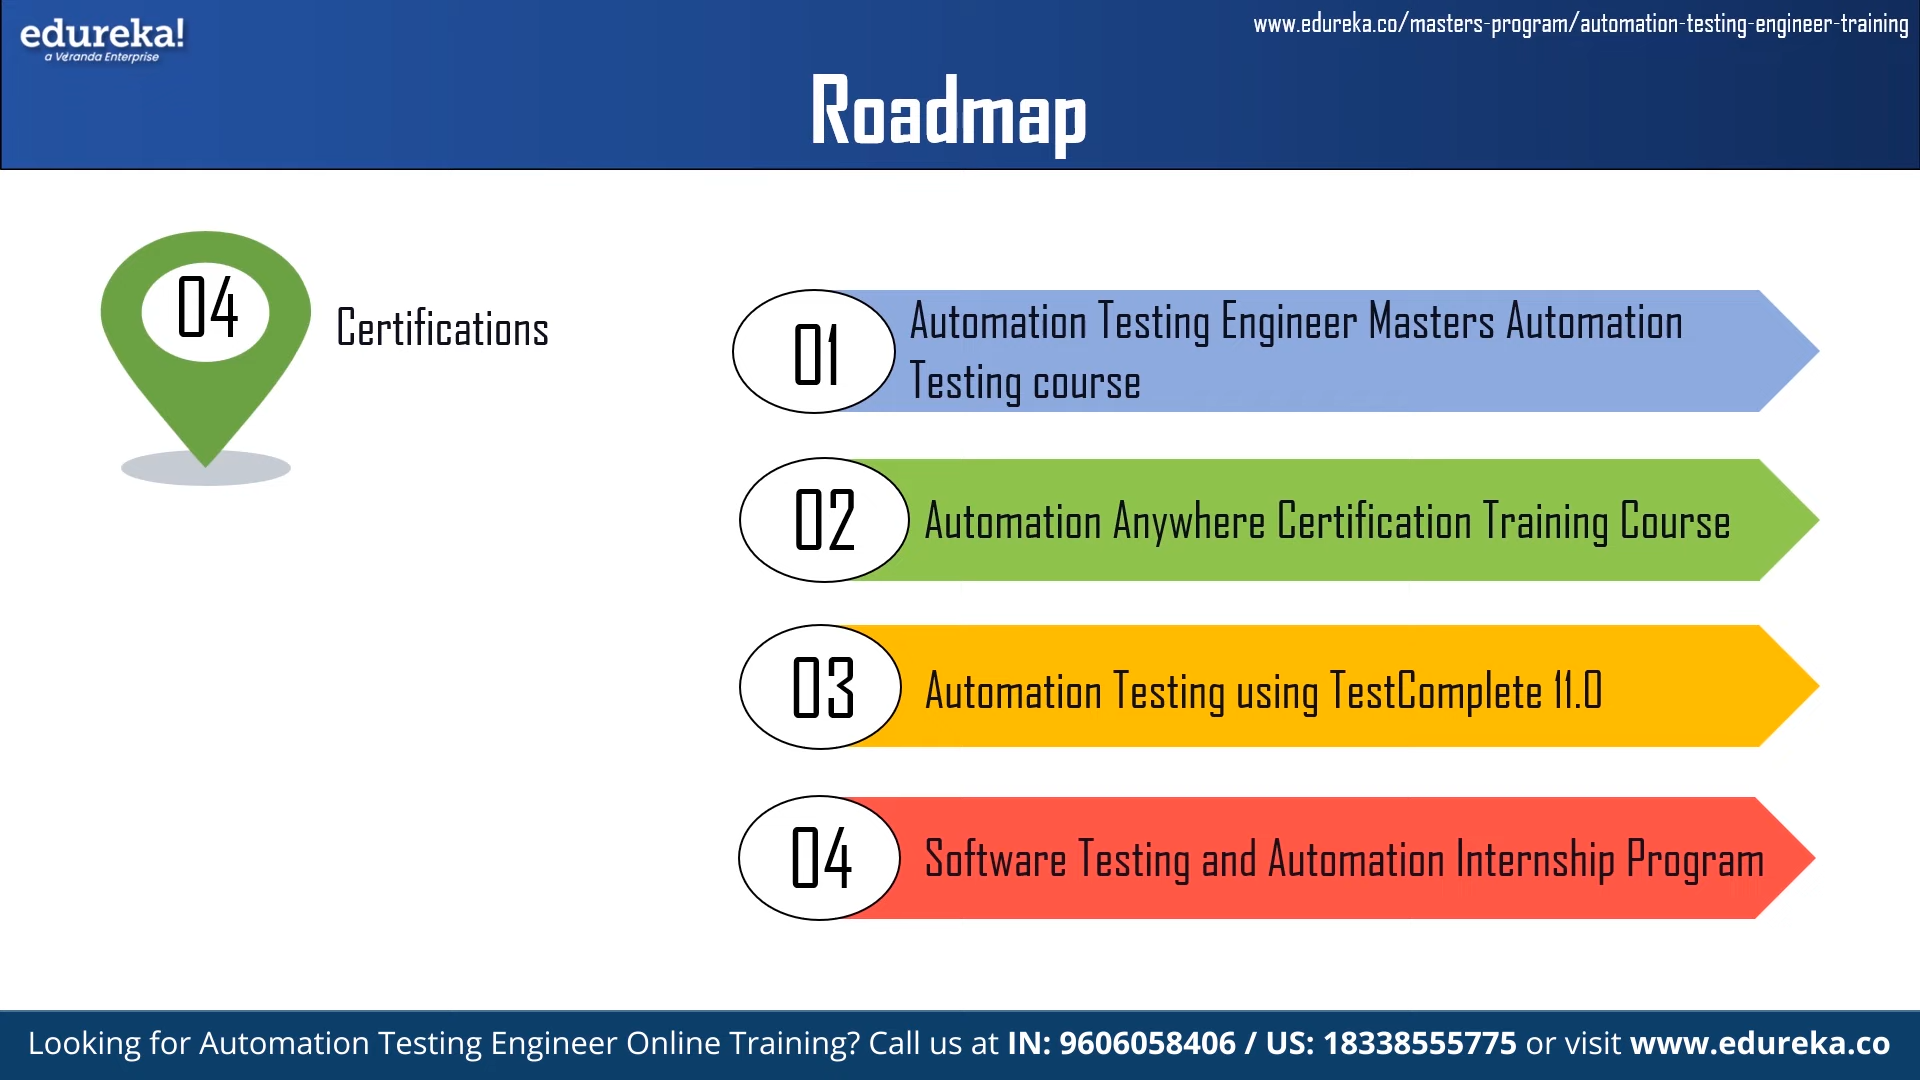 edureka!
a Veranda Enterprise
www.edureka.co/masters-program/automation-testing-engineer-training
Roadmap
04
Certifications
01
Automation Testing Engineer Masters Automation
Testing course
02
Automation Anywhere Certification Training Course
03
Automation Testing using TestComplete 11.0
04
Software Testing and Automation Internship Program
Looking for Automation Testing Engineer Online Training? Call us at IN: 9606058406 / US: 18338555775 or visit www.edureka.co